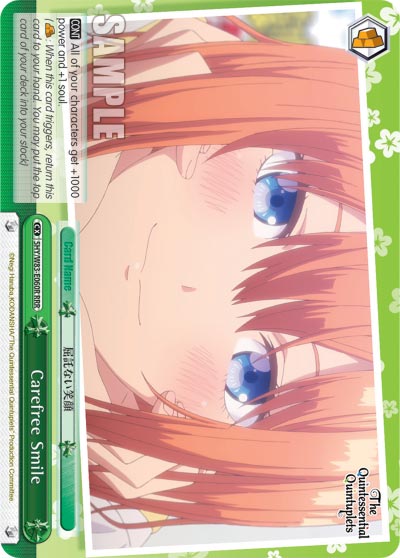 SAMPLE
[CONT] All of your characters get +1000
power and +1 soul.
( : When this card triggers, return this
card to your hand. You may put the top
card of your deck into your stock)
CX SHY/W83-E060R RRR
Card Name
屈託ない笑顔
Carefree Smile
©Negi Haruba, KODANSHA/"The Quintessential Quintuplets" Production Committee.
The
Quintessential
Quintuplets